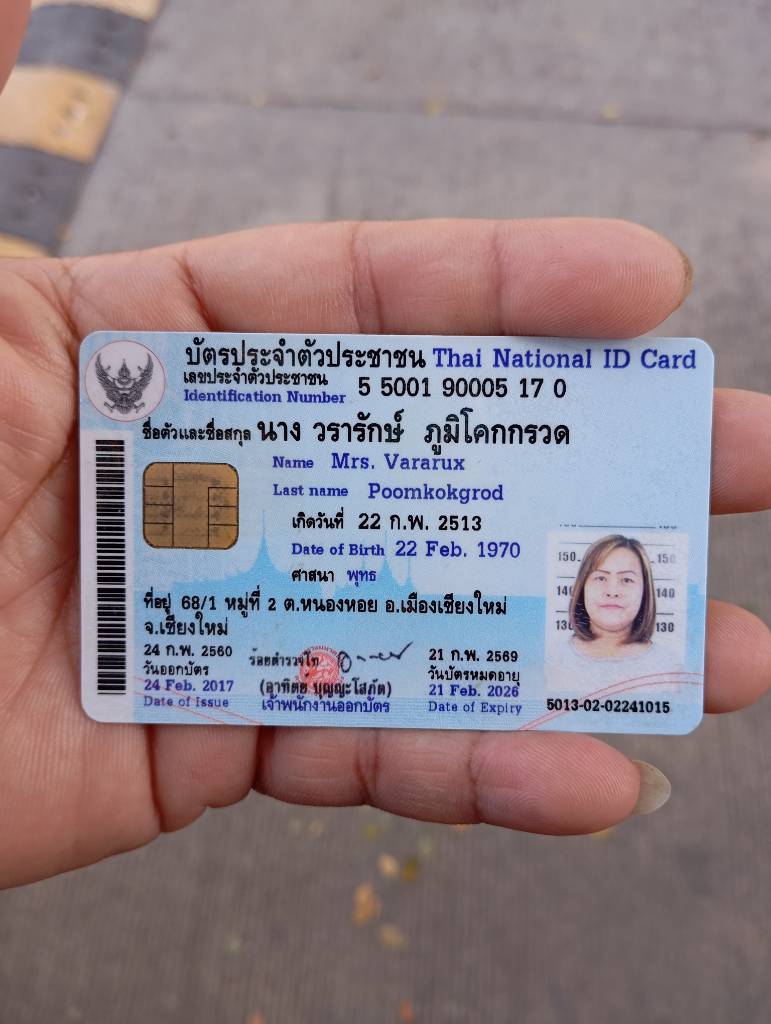 บัตรประจำตัวประชาชน Thai National ID Card
เลขประจำตัวประชาชน
Identification Number 5 5001 90005 17 0
ชื่อตัวและชื่อสกุล นาง วรารักษ์ ภูมิโคกกรวด
Name Mrs. Vararux
Last name Poomkokgrod
เกิดวันที่ 22 ก.พ. 2513
Date of Birth 22 Feb. 1970
ศาสนา พุทธ
ที่อยู่ 68/1 หมู่ที่ 2 ต.หนองหอย อ.เมืองเชียงใหม่
จ.เชียงใหม่
24 ก.พ. 2560
วันออกบัตร
24 Feb. 2017
Date of Issue
ร้อยตำรวจโท
(อาทิตย์ บุญญะโสภัต)
เจ้าพนักงานออกบัตร
21 ก.พ. 2569
วันบัตรหมดอายุ
21 Feb. 2026
Date of Expiry
150 150
140 140
130 130
5013-02-02241015